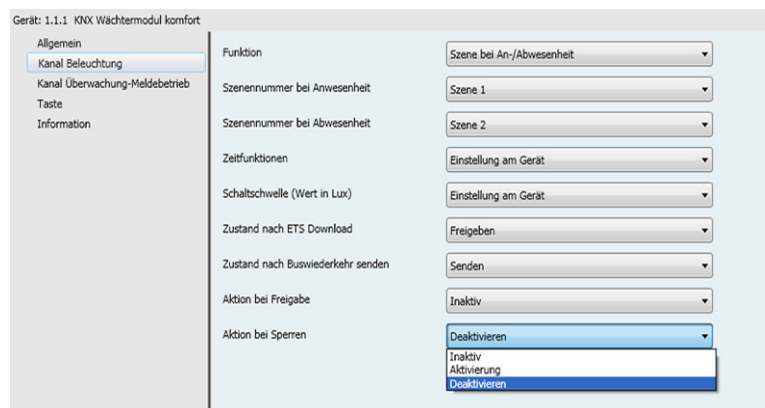 Gerät: 1.1.1 KNX Wächtermodul komfort
Allgemein
Kanal Beleuchtung
Kanal Überwachung-Meldebetrieb
Taste
Information
Funktion Szene bei An-/Abwesenheit
Szenennummer bei Anwesenheit Szene 1
Szenennummer bei Abwesenheit Szene 2
Zeitfunktionen Einstellung am Gerät
Schaltschwelle (Wert in Lux) Einstellung am Gerät
Zustand nach ETS Download Freigeben
Zustand nach Buswiederkehr senden Senden
Aktion bei Freigabe Inaktiv
Aktion bei Sperren Deaktivieren
Inaktiv
Aktivierung
Deaktivieren